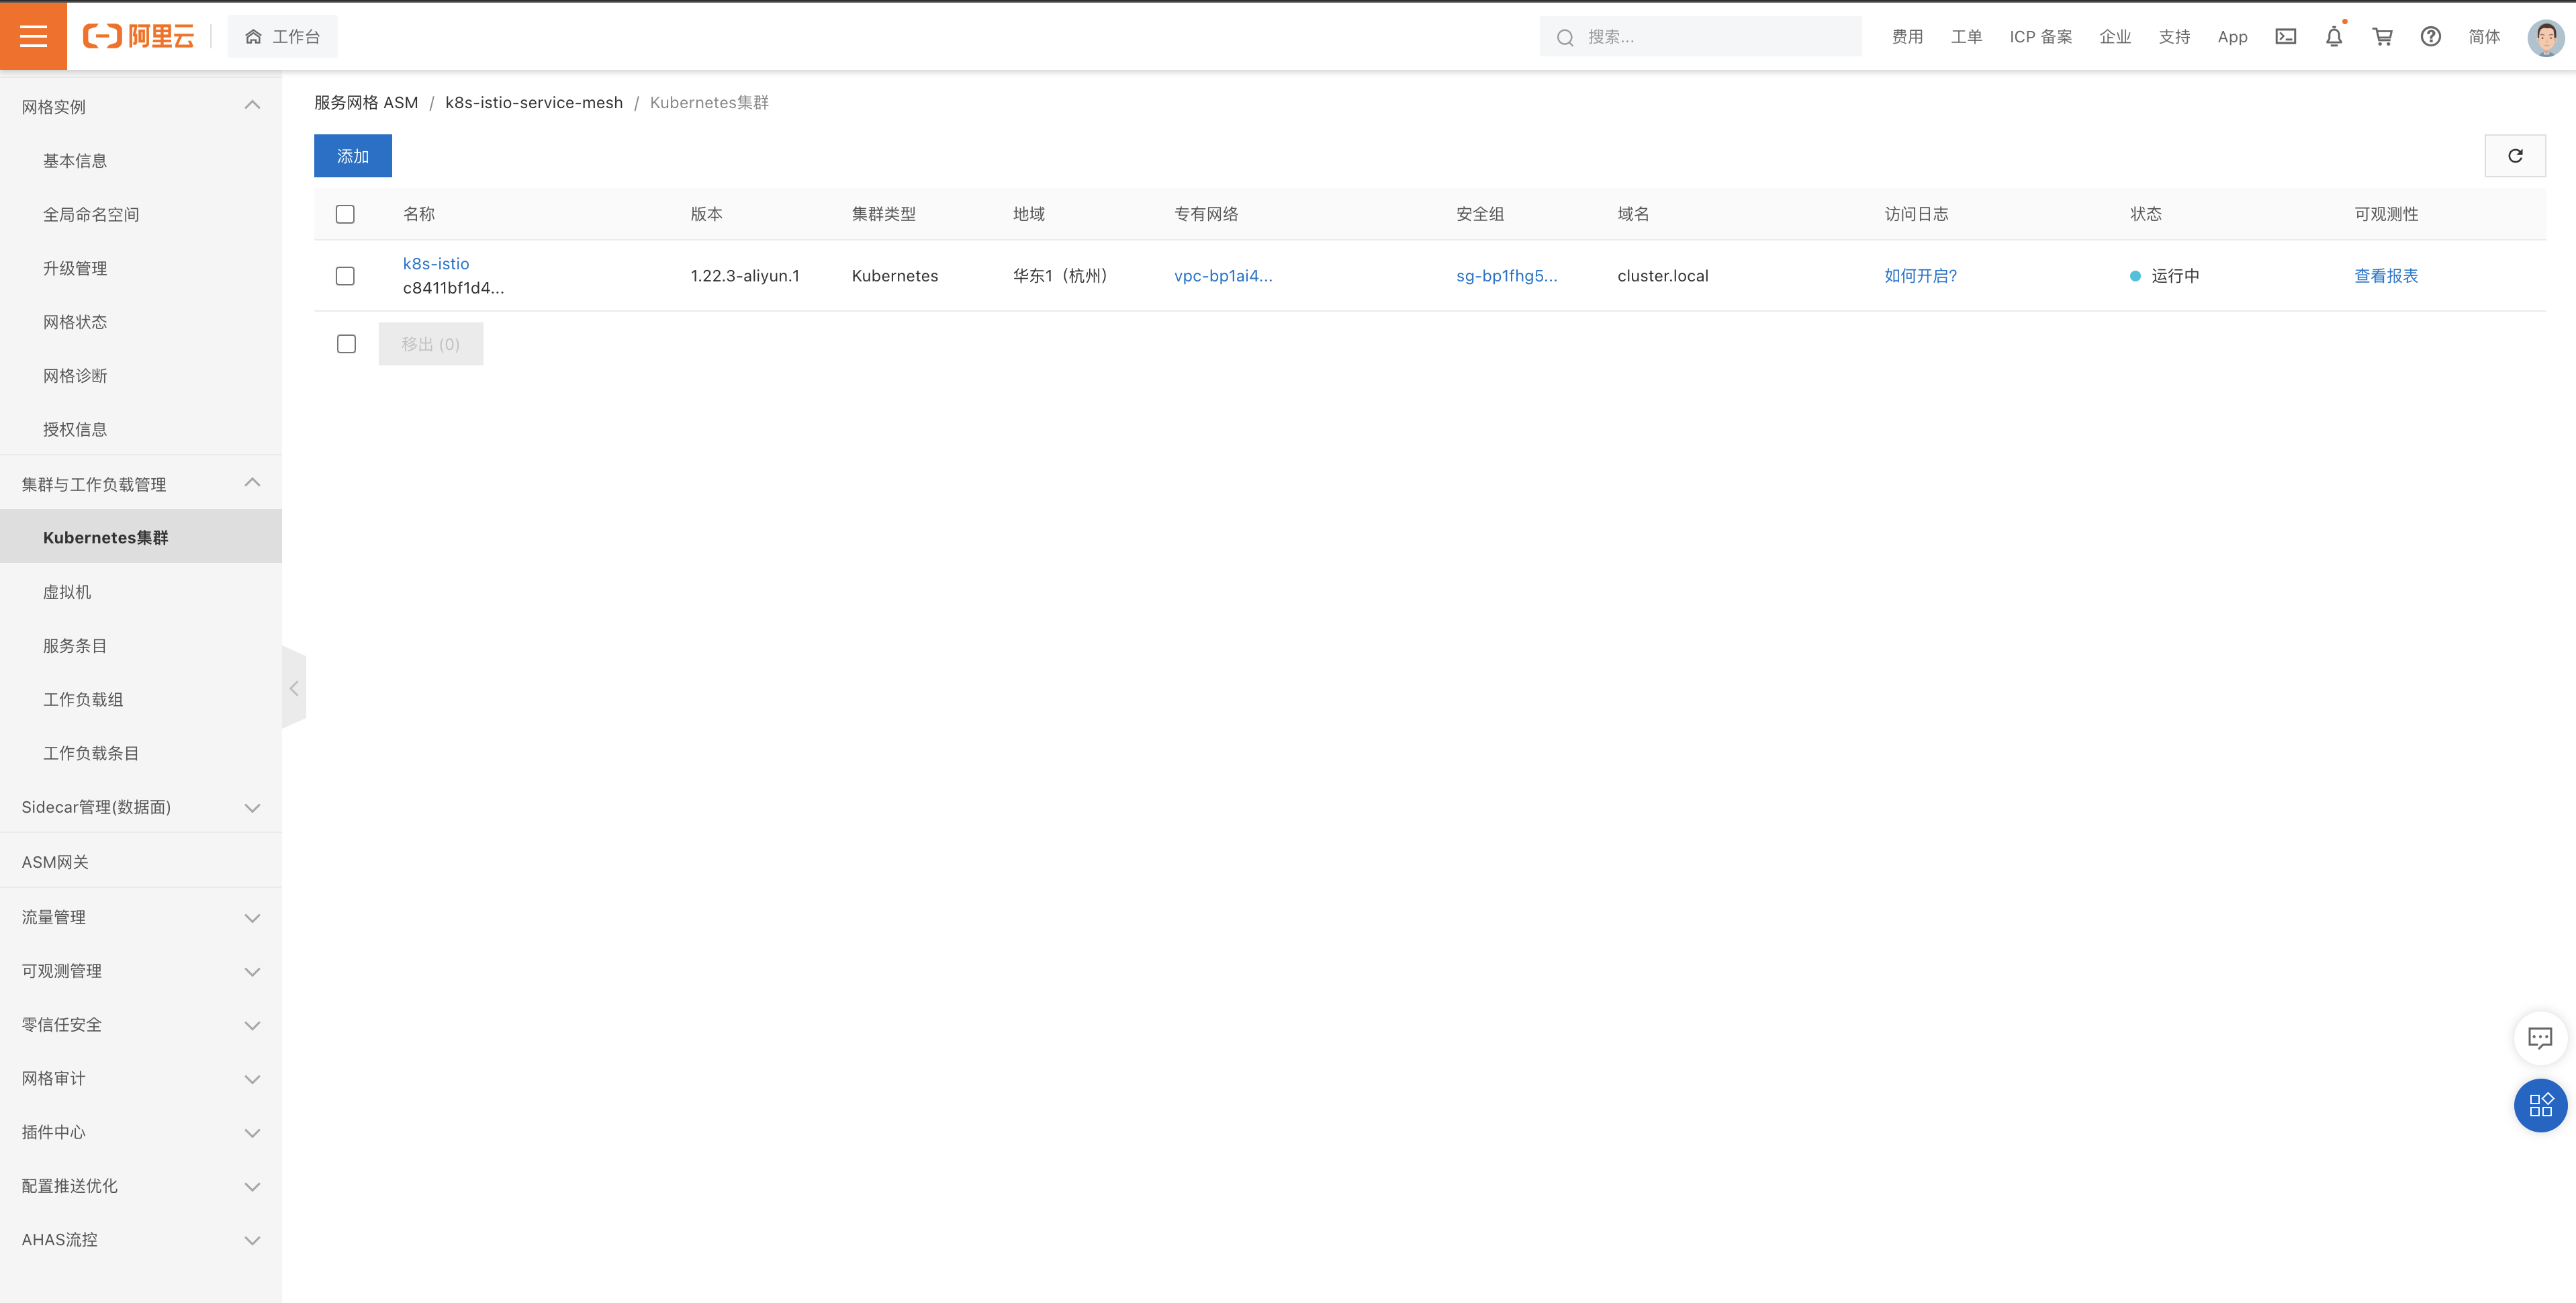 阿里云
工作台
搜索...
费用
工单
ICP 备案
企业
支持
App
简体
网格实例
基本信息
全局命名空间
升级管理
网格状态
网格诊断
授权信息
集群与工作负载管理
Kubernetes集群
虚拟机
服务条目
工作负载组
工作负载条目
Sidecar管理(数据面)
ASM网关
流量管理
可观测管理
零信任安全
网格审计
插件中心
配置推送优化
AHAS流控
服务网格 ASM / k8s-istio-service-mesh / Kubernetes集群
添加
名称 版本 集群类型 地域 专有网络 安全组 域名 访问日志 状态 可观测性
k8s-istio
c8411bf1d4...
1.22.3-aliyun.1 Kubernetes 华东1（杭州） vpc-bp1ai4... sg-bp1fhg5... cluster.local 如何开启? 运行中 查看报表
移出 (0)